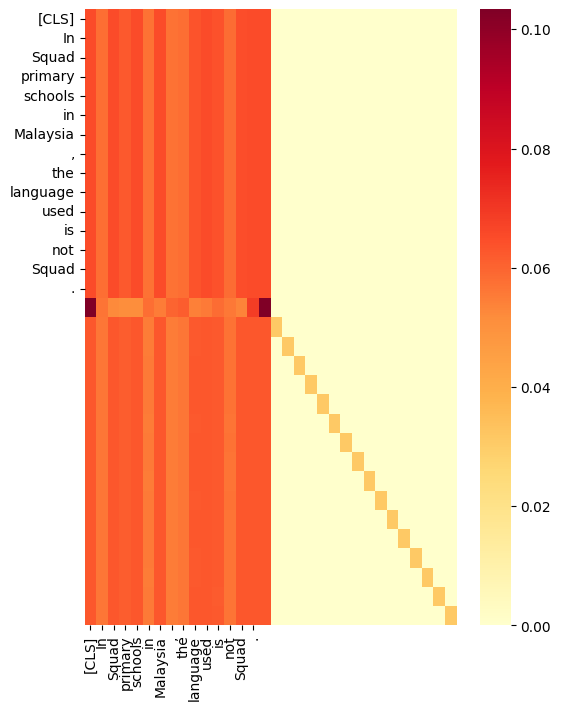 [CLS]
In
Squad
primary
schools
in
Malaysia
,
the
language
used
is
not
Squad
.
0.10
0.08
0.06
0.04
0.02
0.00
[CLS]
In
Squad
primary
schools
in
Malaysia
,
the
language
used
is
not
Squad
.